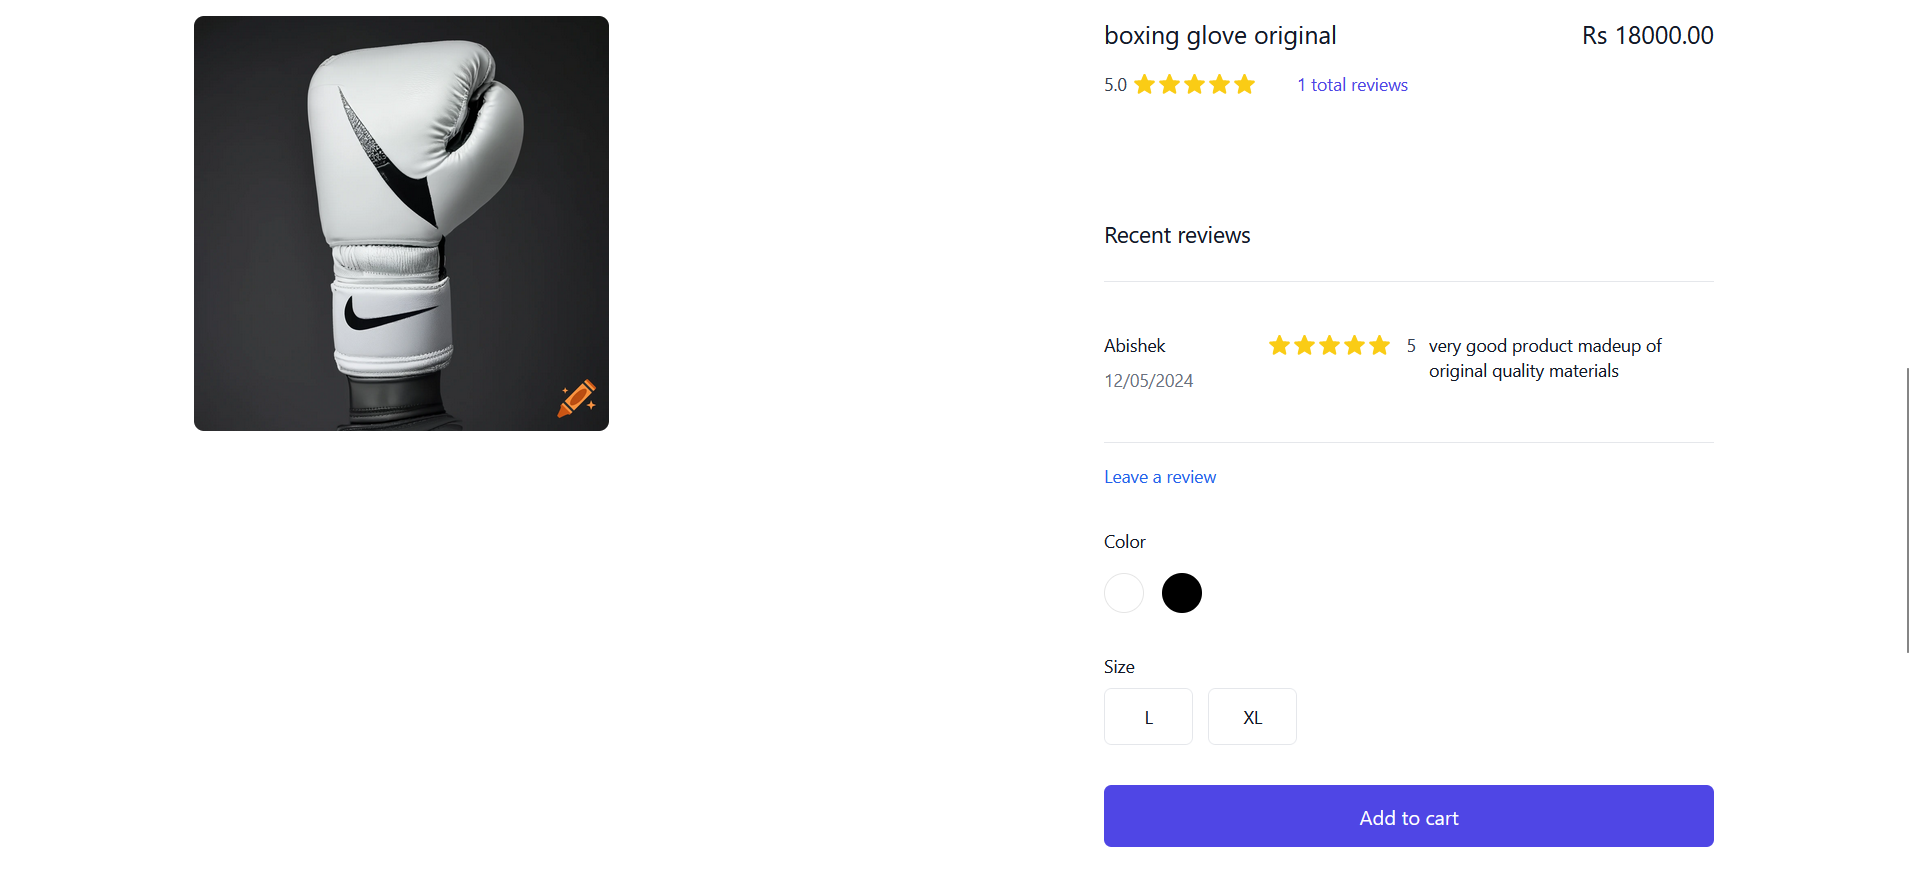 boxing glove original
Rs 18000.00
5.0
1 total reviews
Recent reviews
Abishek
12/05/2024
5
very good product madeup of
original quality materials
Leave a review
Color
Size
L
XL
Add to cart